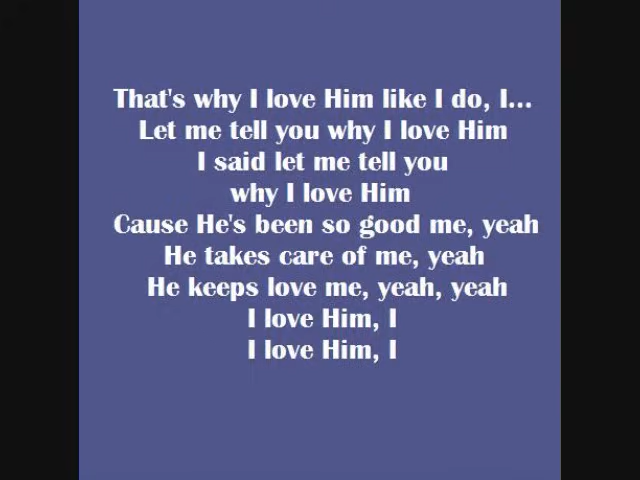 That's why I love Him like I do, I...
Let me tell you why I love Him
I said let me tell you
why I love Him
Cause He's been so good me, yeah
He takes care of me, yeah
He keeps love me, yeah, yeah
I love Him, I
I love Him, I